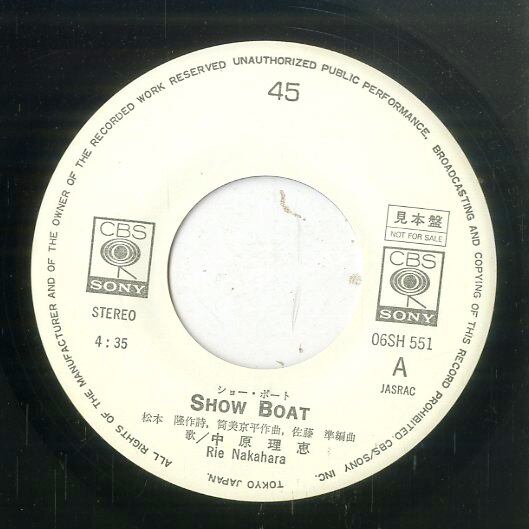 ALL RIGHTS OF THE MANUFACTURER AND OF THE OWNER OF THE RECORDED WORK RESERVED UNAUTHORIZED PUBLIC PERFORMANCE, BROADCASTING AND COPYING OF THIS RECORD PROHIBITED. CBS/SONY INC. TOKYO JAPAN.
45
見本盤
NOT FOR SALE
CBS
SONY
CBS
SONY
STEREO
06SH 551
4:35
A
JASRAC
ショー・ボート
SHOW BOAT
松本 隆作詩, 筒美京平作曲, 佐藤 準編曲
歌/中原理恵
Rie Nakahara